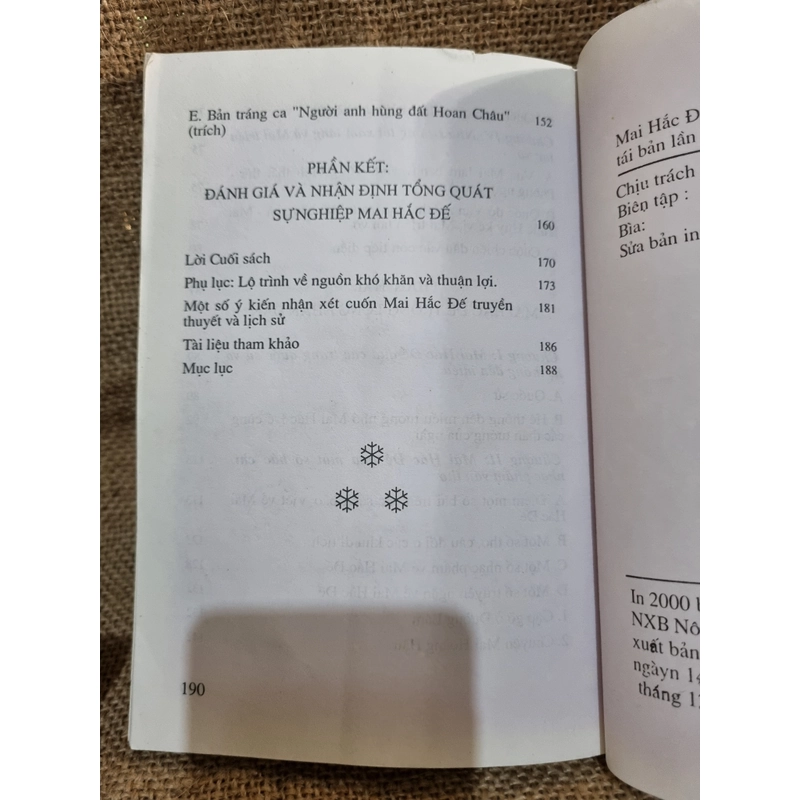 E. Bản tráng ca "Người anh hùng đất Hoan Châu" 152
(trích)
PHẦN KẾT:
ĐÁNH GIÁ VÀ NHẬN ĐỊNH TỔNG QUÁT
SỰ NGHIỆP MAI HẮC ĐẾ 160
Lời Cuối sách 170
Phụ lục: Lộ trình về nguồn khó khăn và thuận lợi. 173
Một số ý kiến nhận xét cuốn Mai Hắc Đế truyền 181
thuyết và lịch sử
Tài liệu tham khảo 186
Mục lục 188
190
Mai Hắc Đ
tái bản lần
Chịu trách
Biên tập :
Bìa:
Sửa bản in
In 2000 b
NXB Nô
xuất bản
ngàyn 14
tháng 12